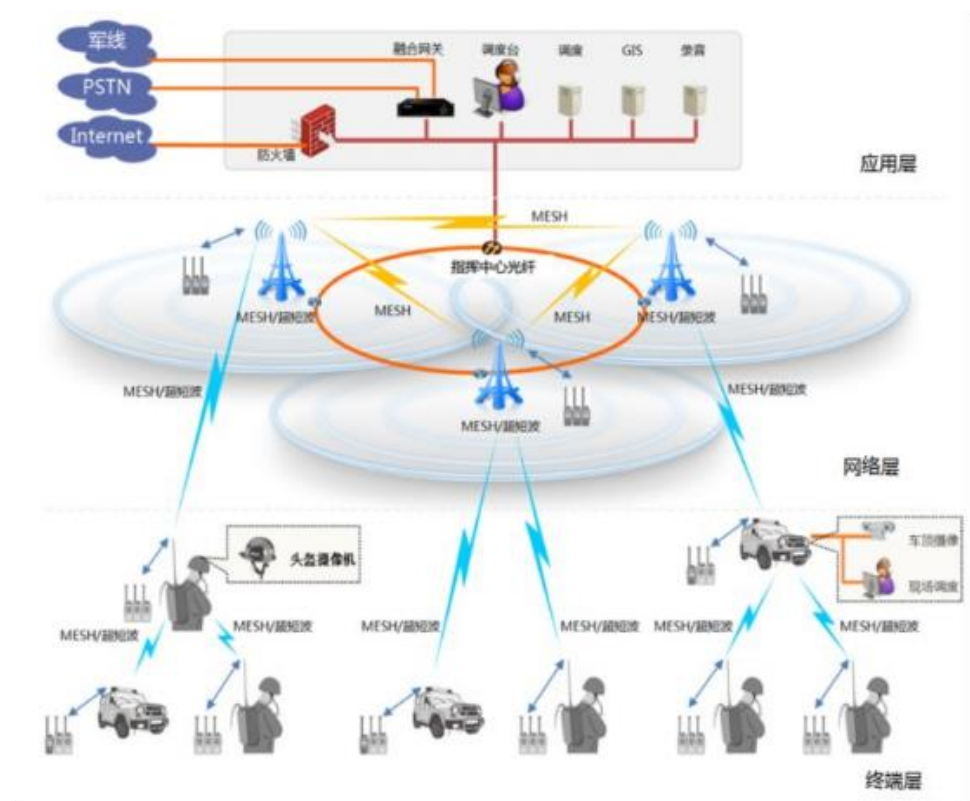 军线
融合网关
调度台
调度
GIS
录音
PSTN
Internet
防火墙
应用层
MESH
指挥中心光纤
MESH/超短波
MESH
MESH
MESH/超短波
MESH/超短波
MESH/超短波
MESH/超短波
网络层
头盔摄像机
车顶摄像
现场调度
MESH/超短波
MESH/超短波
MESH/超短波
MESH/超短波
MESH/超短波
MESH/超短波
终端层